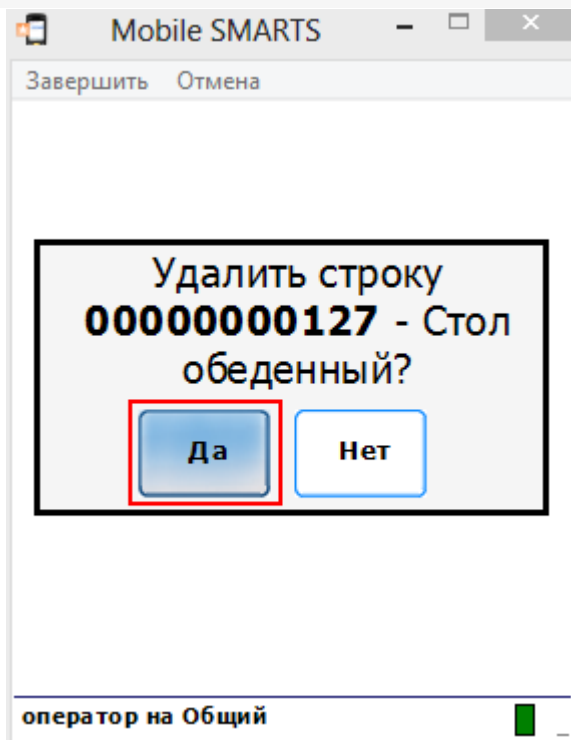 Mobile SMARTS
Завершить Отмена
Удалить строку
00000000127 - Стол
обеденный?
Да Нет
оператор на Общий